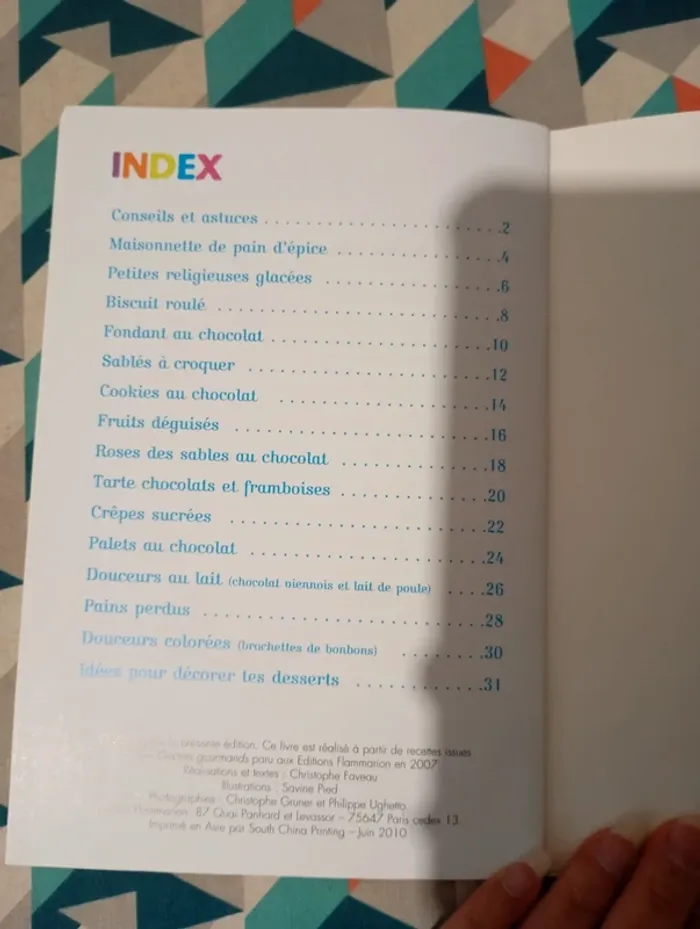 INDEX
Conseils et astuces . . . . . . . . . . . . . . . . . . . . . . .2
Maisonnette de pain d'épice . . . . . . . . . . . . . . .4
Petites religieuses glacées . . . . . . . . . . . . . . . .6
Biscuit roulé . . . . . . . . . . . . . . . . . . . . . . . . .8
Fondant au chocolat . . . . . . . . . . . . . . . . . . .10
Sablés à croquer . . . . . . . . . . . . . . . . . . . . .12
Cookies au chocolat . . . . . . . . . . . . . . . . . .14
Fruits déguisés . . . . . . . . . . . . . . . . . . . . . .16
Roses des sables au chocolat . . . . . . . . . . . . .18
Tarte chocolats et framboises . . . . . . . . . . . . .20
Crêpes sucrées . . . . . . . . . . . . . . . . . . . . . .22
Palets au chocolat . . . . . . . . . . . . . . . . . . . .24
Douceurs au lait (chocolat viennois et lait de poule) . . . .26
Pains perdus . . . . . . . . . . . . . . . . . . . . . . . .28
Douceurs colorées (brochettes de bonbons) . . . . . . . .30
Idées pour décorer tes desserts . . . . . . . . . . . .31
présente édition. Ce livre est réalisé à partir de recettes issues
gourmands paru aux Editions Flammarion en 2007
Réalisations et textes : Christophe Faveau
Illustrations : Savine Pied
Photographies : Christophe Gruner et Philippe Ughetto
Flammarion : 87 Quai Panhard et Levassor – 75647 Paris cedex 13
Imprimé en Asie par South China Printing – Juin 2010